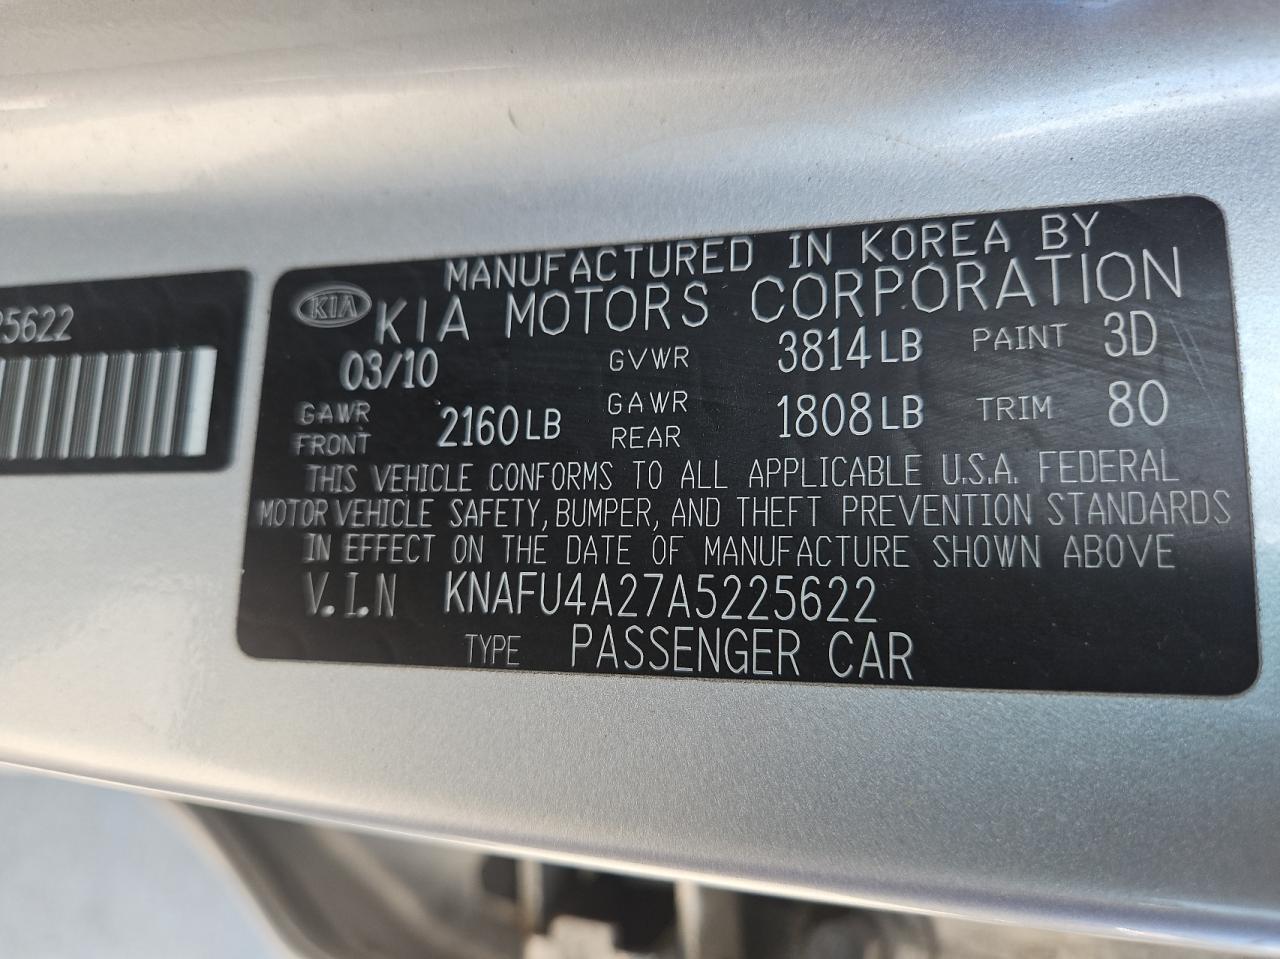 25622
KIA
MANUFACTURED IN KOREA BY
KIA MOTORS CORPORATION
03/10 GVWR 3814LB PAINT 3D
GAWR FRONT 2160LB GAWR REAR 1808LB TRIM 80
THIS VEHICLE CONFORMS TO ALL APPLICABLE U.S.A. FEDERAL
MOTOR VEHICLE SAFETY, BUMPER, AND THEFT PREVENTION STANDARDS
IN EFFECT ON THE DATE OF MANUFACTURE SHOWN ABOVE
V.I.N KNAFU4A27A5225622
TYPE PASSENGER CAR